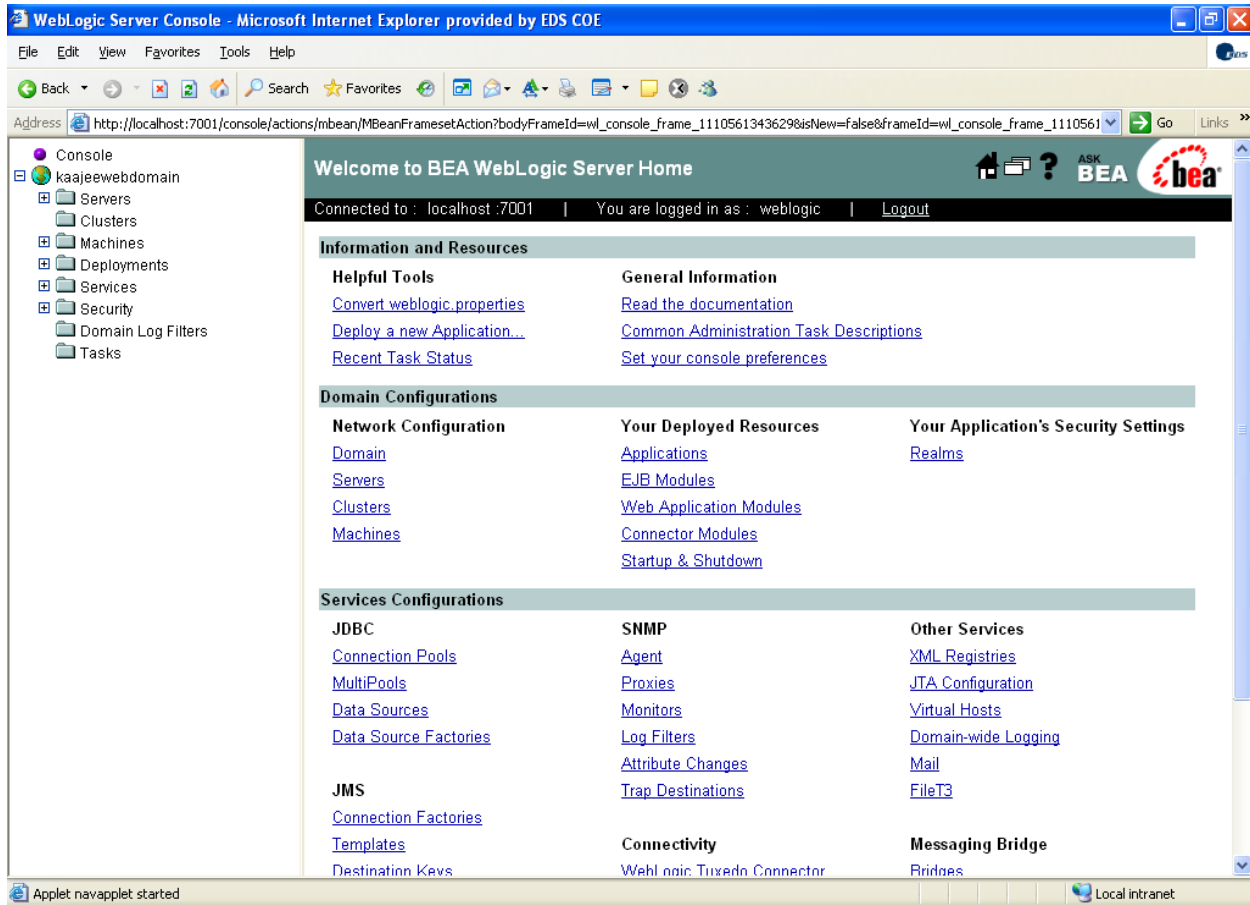 WebLogic Server Console - Microsoft Internet Explorer provided by EDS COE
File Edit View Favorites Tools Help
Back Search Favorites
Address http://localhost:7001/console/actions/mbean/MBeanFramesetAction?bodyFrameId=wl_console_frame_1110561343629&isNew=false&frameId=wl_console_frame_1110561 Go Links »
Console
kaajeewebdomain
Servers
Clusters
Machines
Deployments
Services
Security
Domain Log Filters
Tasks
Welcome to BEA WebLogic Server Home ? ASK BEA bea
Connected to : localhost :7001 | You are logged in as : weblogic | Logout
Information and Resources
Helpful Tools General Information
Convert weblogic.properties Read the documentation
Deploy a new Application... Common Administration Task Descriptions
Recent Task Status Set your console preferences
Domain Configurations
Network Configuration Your Deployed Resources Your Application's Security Settings
Domain Applications Realms
Servers EJB Modules
Clusters Web Application Modules
Machines Connector Modules
Startup & Shutdown
Services Configurations
JDBC SNMP Other Services
Connection Pools Agent XML Registries
MultiPools Proxies JTA Configuration
Data Sources Monitors Virtual Hosts
Data Source Factories Log Filters Domain-wide Logging
Attribute Changes Mail
JMS Trap Destinations FileT3
Connection Factories
Templates Connectivity Messaging Bridge
Destination Keys WebLogic Tuxedo Connector Bridges
Applet navapplet started Local intranet